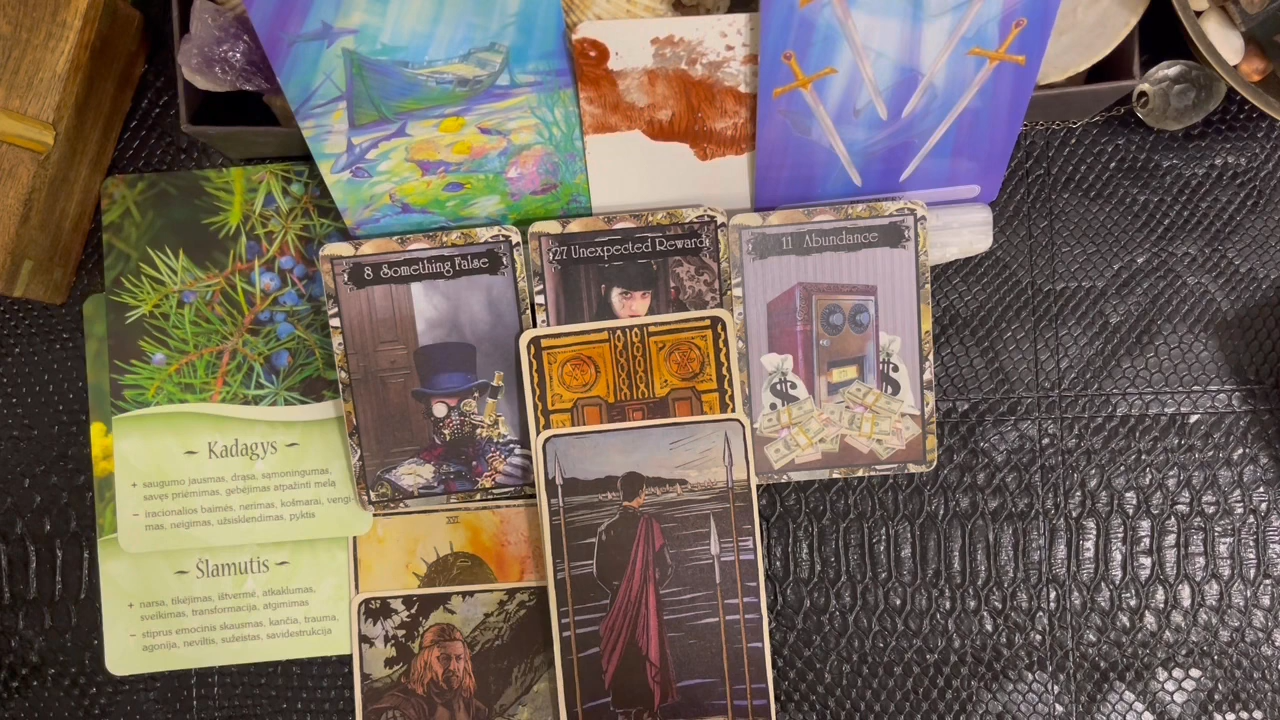 8 Something False
27 Unexpected Reward
11 Abundance
~ Kadagys ~
+ saugumo jausmas, drąsa, sąmoningumas,
savęs priėmimas, gebėjimas atpažinti melą
− iracionalios baimės, nerimas, košmarai, vengi-
mas, neigimas, užsisklendimas, pyktis
XVI
~ Šlamutis ~
+ narsa, tikėjimas, ištvermė, atkaklumas,
sveikimas, transformacija, atgimimas
− stiprus emocinis skausmas, kančia, trauma,
agonija, neviltis, sužeistas, savidestrukcija